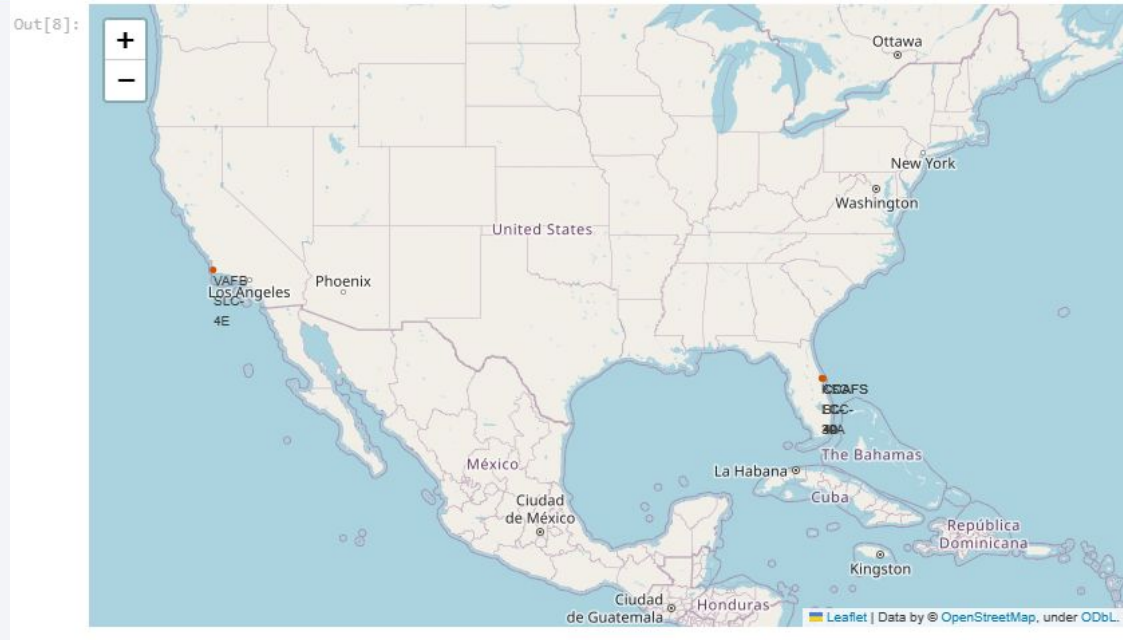 Out[8]:
+
−
Ottawa
New York
Washington
United States
VAFB
Los Angeles
SLC-
4E
Phoenix
The Bahamas
La Habana
México
Cuba
Ciudad
de México
República
Dominicana
Kingston
Ciudad
de Guatemala
Honduras
Leaflet | Data by © OpenStreetMap, under ODbL.